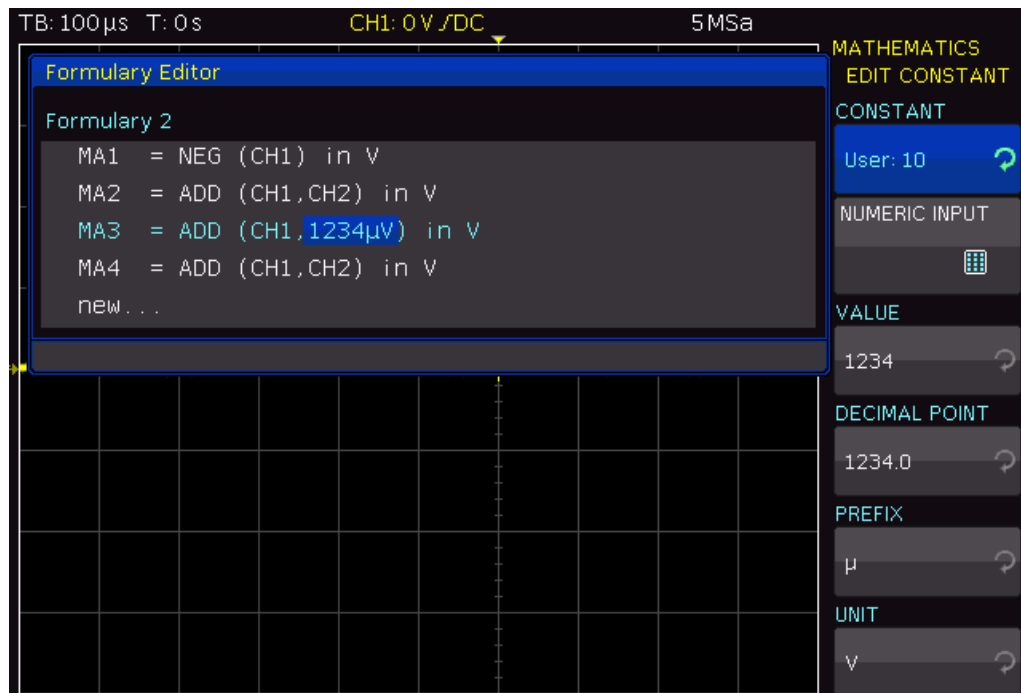 TB: 100µs T: 0s CH1: 0V ⁄DC 5MSa
Formulary Editor
Formulary 2
MA1 = NEG (CH1) in V
MA2 = ADD (CH1,CH2) in V
MA3 = ADD (CH1,1234µV) in V
MA4 = ADD (CH1,CH2) in V
new...
MATHEMATICS
EDIT CONSTANT
CONSTANT
User: 10
NUMERIC INPUT
VALUE
1234
DECIMAL POINT
1234.0
PREFIX
µ
UNIT
V